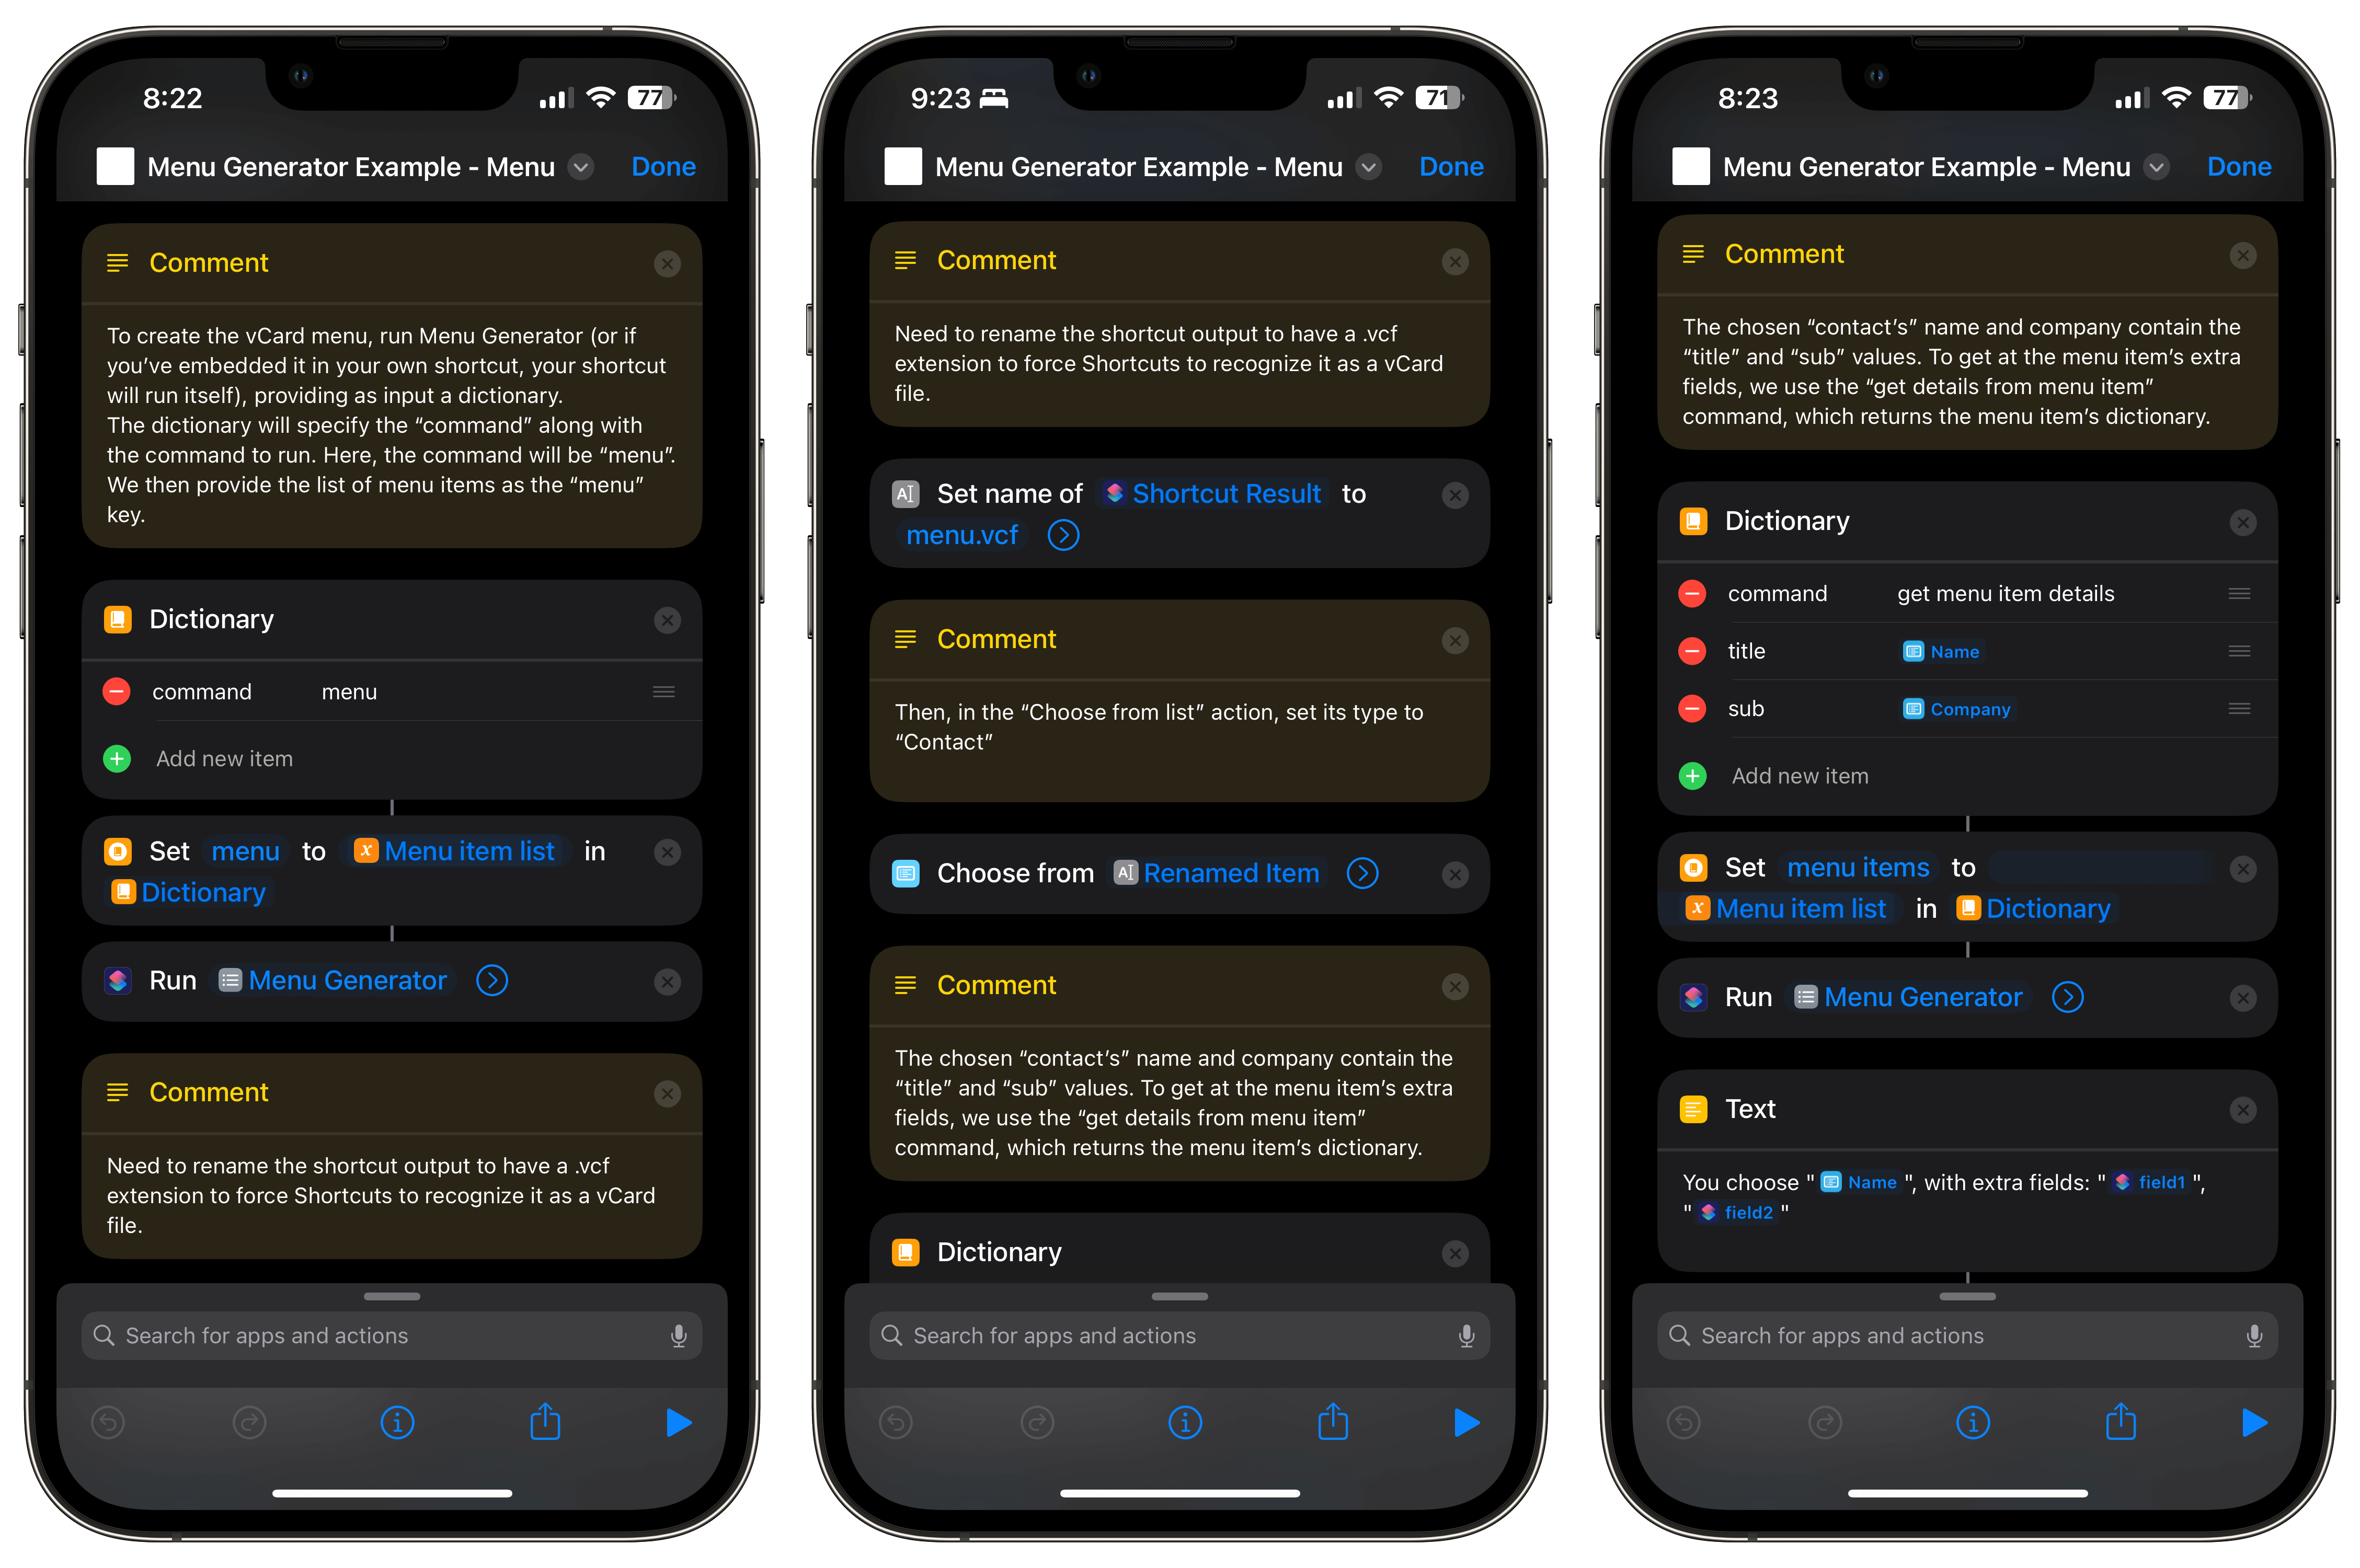 8:22
77
Menu Generator Example - Menu
Done
Comment
To create the vCard menu, run Menu Generator (or if
you’ve embedded it in your own shortcut, your shortcut
will run itself), providing as input a dictionary.
The dictionary will specify the “command” along with
the command to run. Here, the command will be “menu”.
We then provide the list of menu items as the “menu”
key.
Dictionary
command menu
Add new item
Set menu to Menu item list in
Dictionary
Run Menu Generator
Comment
Need to rename the shortcut output to have a .vcf
extension to force Shortcuts to recognize it as a vCard
file.
Search for apps and actions
9:23
71
Menu Generator Example - Menu
Done
Comment
Need to rename the shortcut output to have a .vcf
extension to force Shortcuts to recognize it as a vCard
file.
Set name of Shortcut Result to
menu.vcf
Comment
Then, in the “Choose from list” action, set its type to
“Contact”
Choose from Renamed Item
Comment
The chosen “contact’s” name and company contain the
“title” and “sub” values. To get at the menu item’s extra
fields, we use the “get details from menu item”
command, which returns the menu item’s dictionary.
Dictionary
Search for apps and actions
8:23
77
Menu Generator Example - Menu
Done
Comment
The chosen “contact’s” name and company contain the
“title” and “sub” values. To get at the menu item’s extra
fields, we use the “get details from menu item”
command, which returns the menu item’s dictionary.
Dictionary
command get menu item details
title Name
sub Company
Add new item
Set menu items to
Menu item list in Dictionary
Run Menu Generator
Text
You choose " Name ", with extra fields: " field1 ",
" field2 "
Search for apps and actions